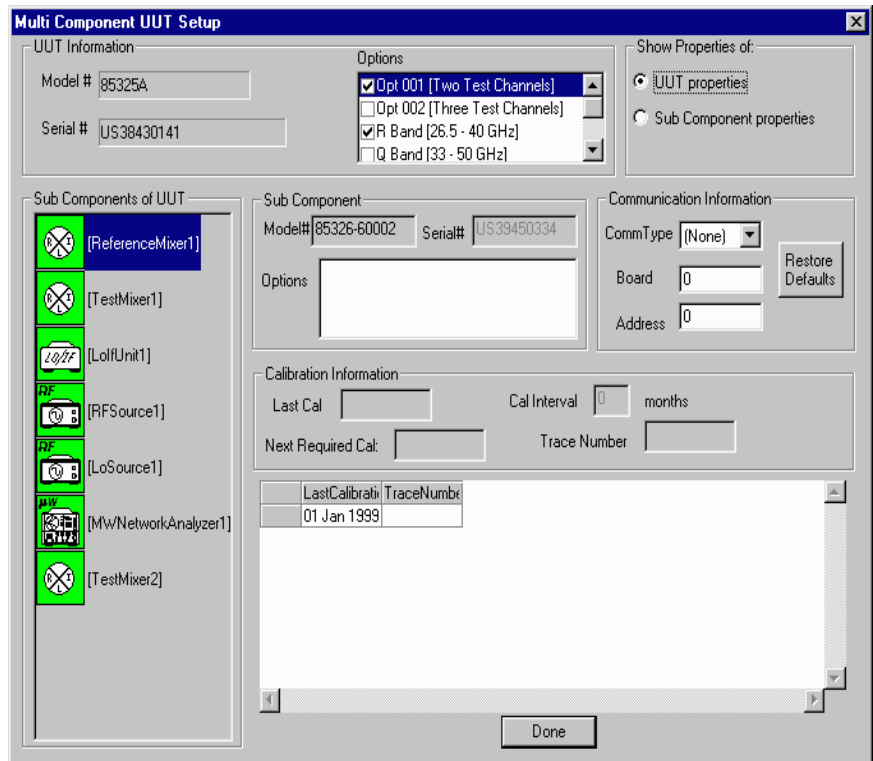 Multi Component UUT Setup
UUT Information
Model # 85325A
Serial # US38430141
Options
Opt 001 [Two Test Channels]
Opt 002 [Three Test Channels]
R Band [26.5 - 40 GHz]
Q Band [33 - 50 GHz]
Show Properties of:
UUT properties
Sub Component properties
Sub Components of UUT
[ReferenceMixer1]
[TestMixer1]
LO/IF
[LoIfUnit1]
RF
[RFSource1]
RF
[LoSource1]
µW
[MWNetworkAnalyzer1]
[TestMixer2]
Sub Component
Model# 85326-60002 Serial# US39450334
Options
Communication Information
CommType (None)
Board 0
Address 0
Restore
Defaults
Calibration Information
Last Cal Cal Interval 0 months
Next Required Cal: Trace Number
LastCalibrati TraceNumbe
01 Jan 1999
Done